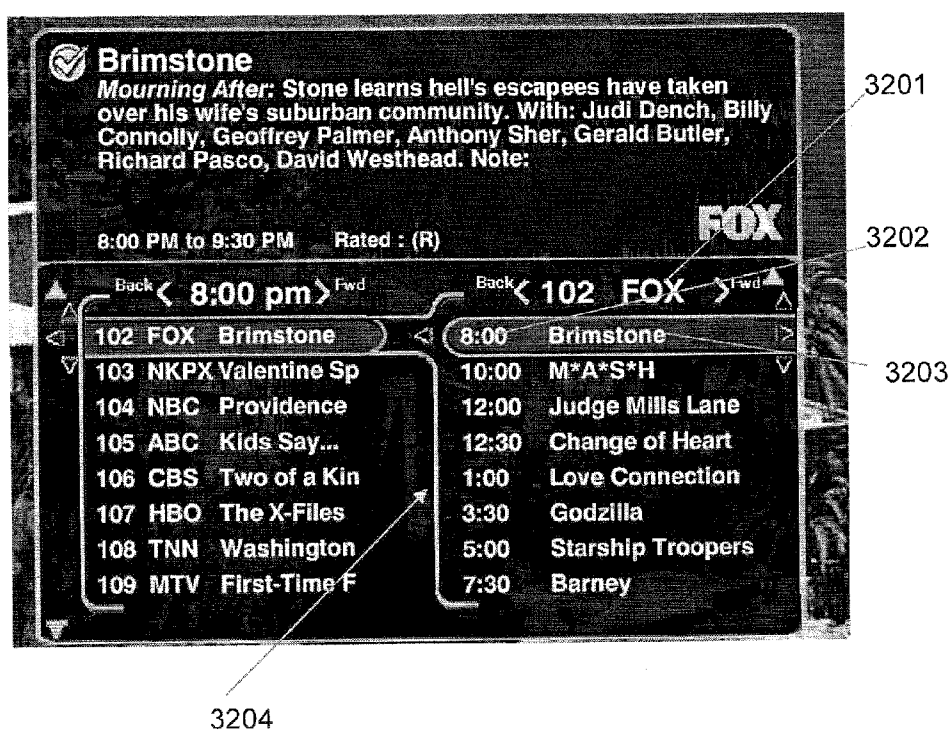 Brimstone
Mourning After: Stone learns hell's escapees have taken
over his wife's suburban community. With: Judi Dench, Billy
Connolly, Geoffrey Palmer, Anthony Sher, Gerald Butler,
Richard Pasco, David Westhead. Note:
FOX
8:00 PM to 9:30 PM Rated : (R)
Back < 8:00 pm > Fwd
102 FOX Brimstone
103 NKPX Valentine Sp
104 NBC Providence
105 ABC Kids Say...
106 CBS Two of a Kin
107 HBO The X-Files
108 TNN Washington
109 MTV First-Time F
Back < 102 FOX > Fwd
8:00 Brimstone
10:00 M*A*S*H
12:00 Judge Mills Lane
12:30 Change of Heart
1:00 Love Connection
3:30 Godzilla
5:00 Starship Troopers
7:30 Barney
3201
3202
3203
3204